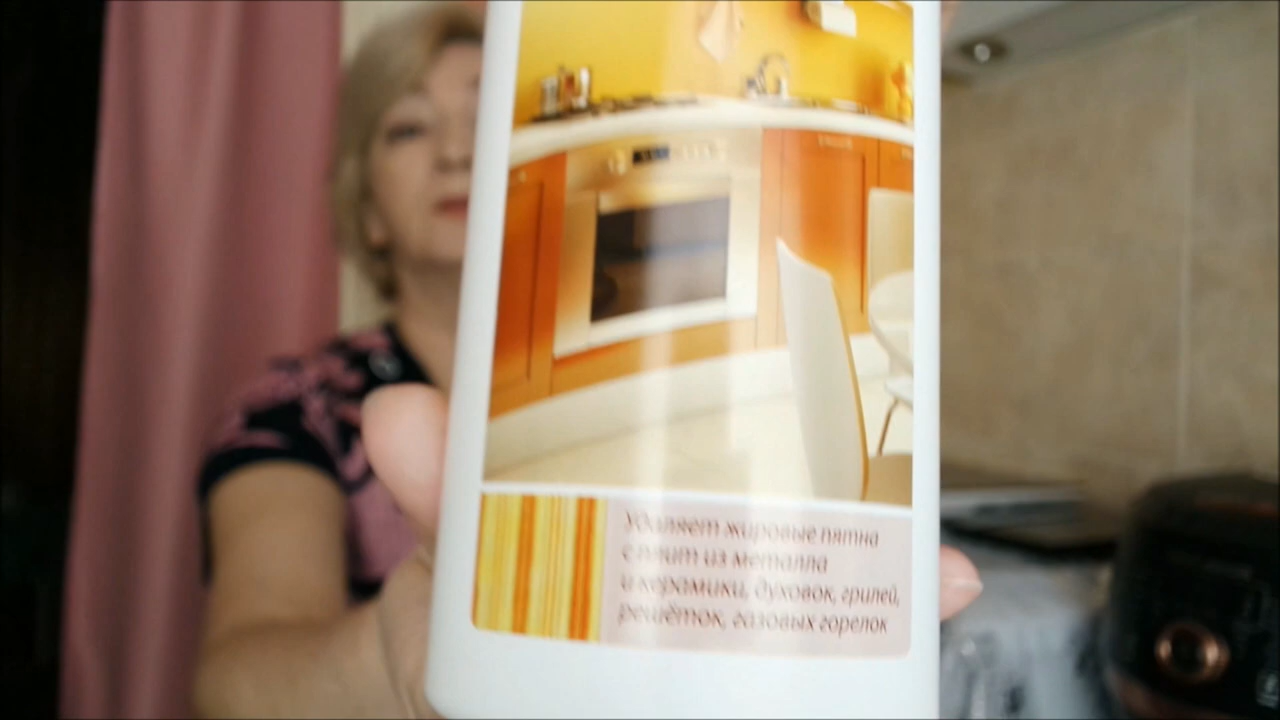 Удаляет жировые пятна
с плит из металла
и керамики, духовок, грилей,
решёток, газовых горелок